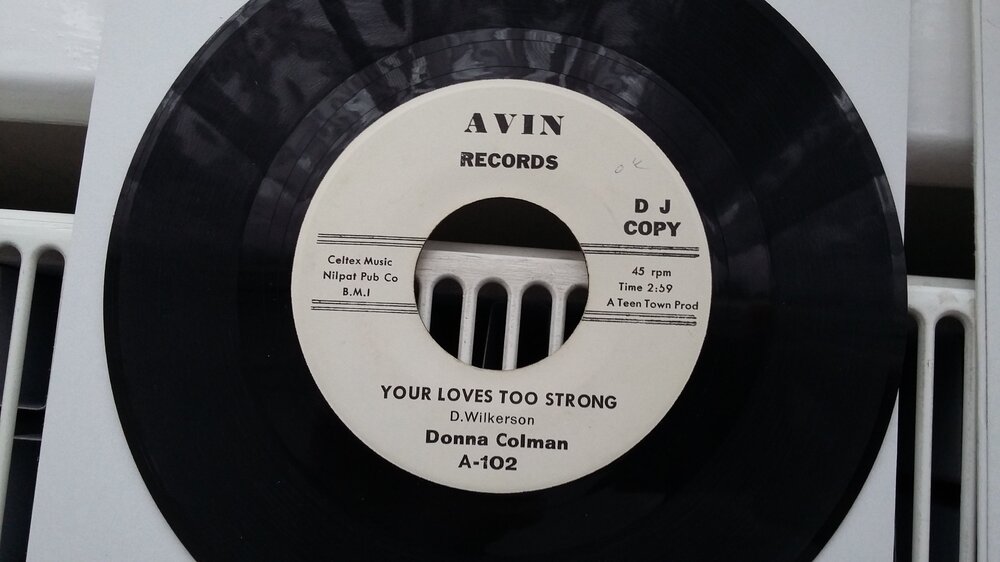 AVIN
RECORDS
D J
COPY
Celtex Music
Nilpat Pub Co
B.M.I
45 rpm
Time 2:59
A Teen Town Prod
YOUR LOVES TOO STRONG
D.Wilkerson
Donna Colman
A-102